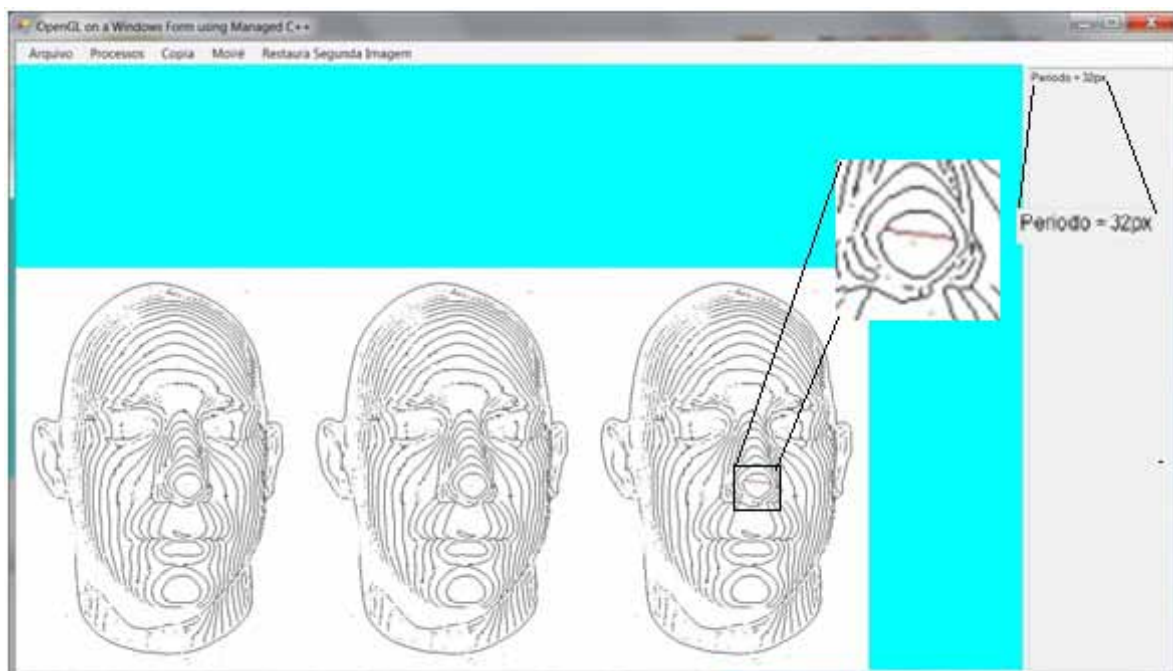 OpenGL on a Windows Form using Managed C++
Arquivo Processos Copia Moiré Restaura Segunda Imagem
Periodo = 32px
Periodo = 32px